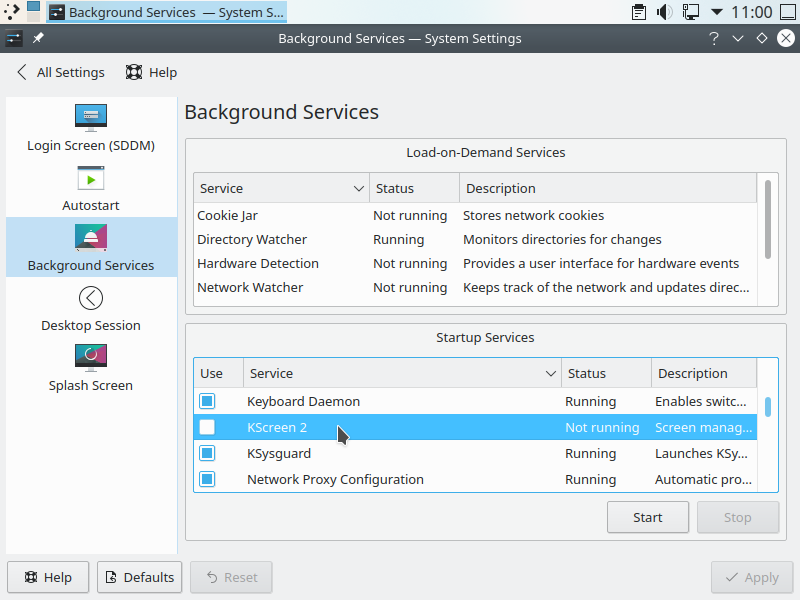 Background Services — System S...
11:00
Background Services — System Settings
?
All Settings
Help
Background Services
Login Screen (SDDM)
Autostart
Background Services
Desktop Session
Splash Screen
Load-on-Demand Services
Service Status Description
Cookie Jar Not running Stores network cookies
Directory Watcher Running Monitors directories for changes
Hardware Detection Not running Provides a user interface for hardware events
Network Watcher Not running Keeps track of the network and updates direc...
Startup Services
Use Service Status Description
Keyboard Daemon Running Enables switc...
KScreen 2 Not running Screen manag...
KSysguard Running Launches KSy...
Network Proxy Configuration Running Automatic pro...
Start Stop
Help Defaults Reset Apply